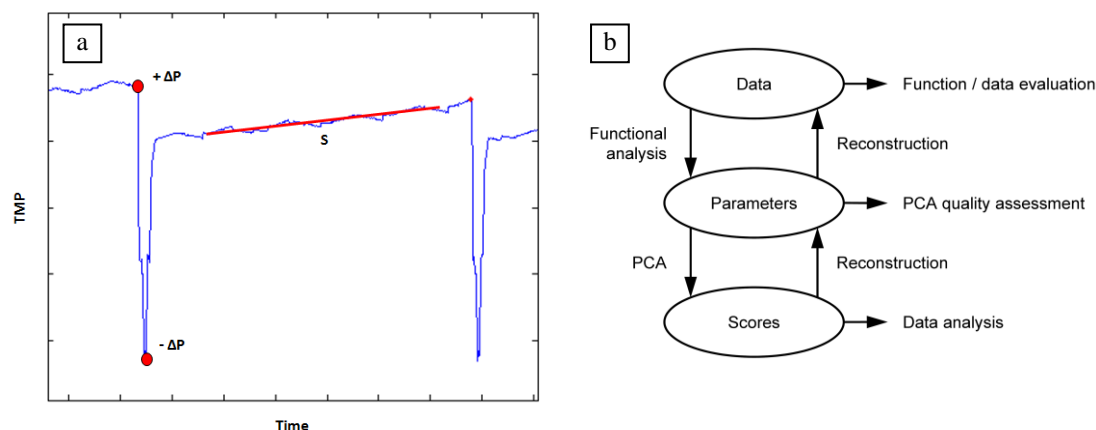 a
+ ΔP
S
- ΔP
TMP
Time
b
Data
Function / data evaluation
Functional
analysis
Reconstruction
Parameters
PCA quality assessment
PCA
Reconstruction
Scores
Data analysis